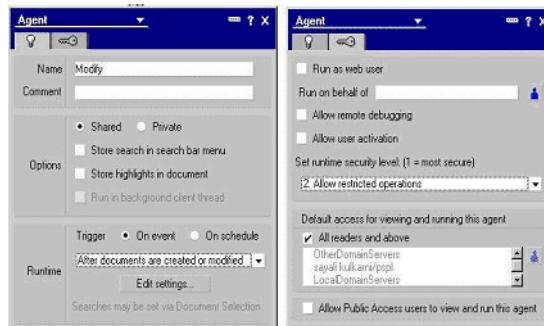 Agent
Name
Modify
Comment
Options
Shared
Private
Store search in search bar menu
Store highlights in document
Run in background client thread
Runtime
Trigger
On event
On schedule
After documents are created or modified
Edit settings...
Searches may be set via Document Selection
Agent
Run as web user
Run on behalf of
Allow remote debugging
Allow user activation
Set runtime security level: (1 = most secure)
2. Allow restricted operations
Default access for viewing and running this agent
All readers and above
OtherDomainServers
sayali kulkarni/pspl
LocalDomainServers
Allow Public Access users to view and run this agent